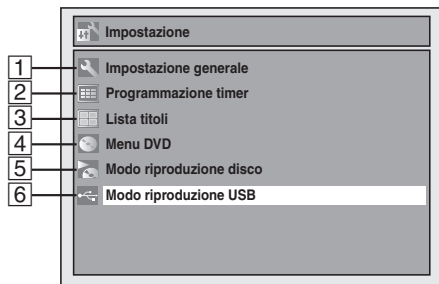 Impostazione
1 Impostazione generale
2 Programmazione timer
3 Lista titoli
4 Menu DVD
5 Modo riproduzione disco
6 Modo riproduzione USB